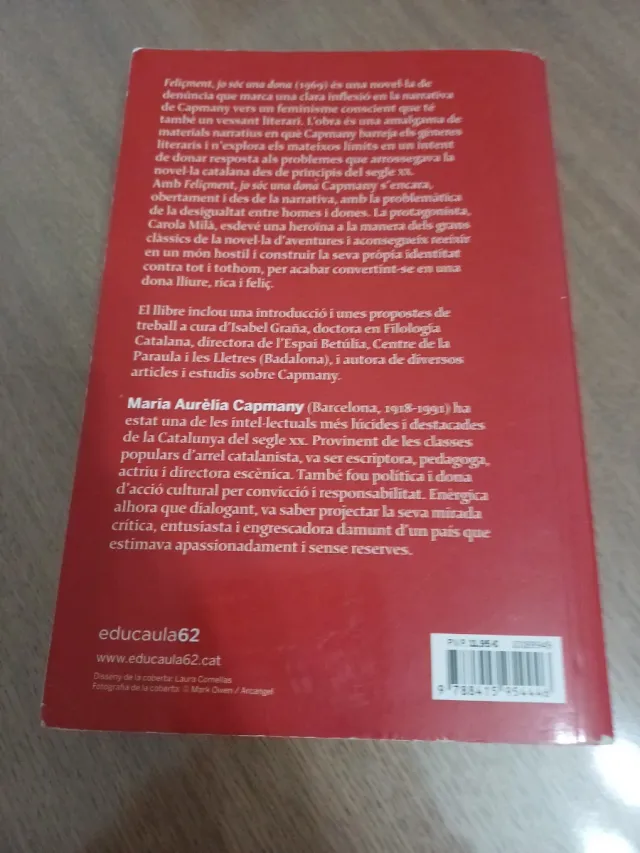 Feliçment, jo sóc una dona (1969) és una novel·la de
denúncia que marca una clara inflexió en la narrativa
de Capmany vers un feminisme conscient que té
també un vessant literari. L'obra és una amalgama de
materials narratius en què Capmany barreja els gèneres
literaris i n'explora els mateixos límits en un intent
de donar resposta als problemes que arrossegava la
novel·la catalana des de principis del segle XX.
Amb Feliçment, jo sóc una dona Capmany s'encara,
obertament i des de la narrativa, amb la problemàtica
de la desigualtat entre homes i dones. La protagonista,
Carola Milà, esdevé una heroïna a la manera dels grans
clàssics de la novel·la d'aventures i aconsegueix reeixir
en un món hostil i construir la seva pròpia identitat
contra tot i tothom, per acabar convertint-se en una
dona lliure, rica i feliç.
El llibre inclou una introducció i unes propostes de
treball a cura d'Isabel Graña, doctora en Filologia
Catalana, directora de l'Espai Betúlia, Centre de la
Paraula i les Lletres (Badalona), i autora de diversos
articles i estudis sobre Capmany.
Maria Aurèlia Capmany (Barcelona, 1918-1991) ha
estat una de les intel·lectuals més lúcides i destacades
de la Catalunya del segle XX. Provinent de les classes
populars d'arrel catalanista, va ser escriptora, pedagoga,
actriu i directora escènica. També fou política i dona
d'acció cultural per convicció i responsabilitat. Enèrgica
alhora que dialogant, va saber projectar la seva mirada
crítica, entusiasta i engrescadora damunt d'un país que
estimava apassionadament i sense reserves.
educaula62
www.educaula62.cat
Disseny de la coberta: Laura Comellas
Fotografia de la coberta: © Mark Owen / Arcangel
PVP 11,95 €
9 788415 954446